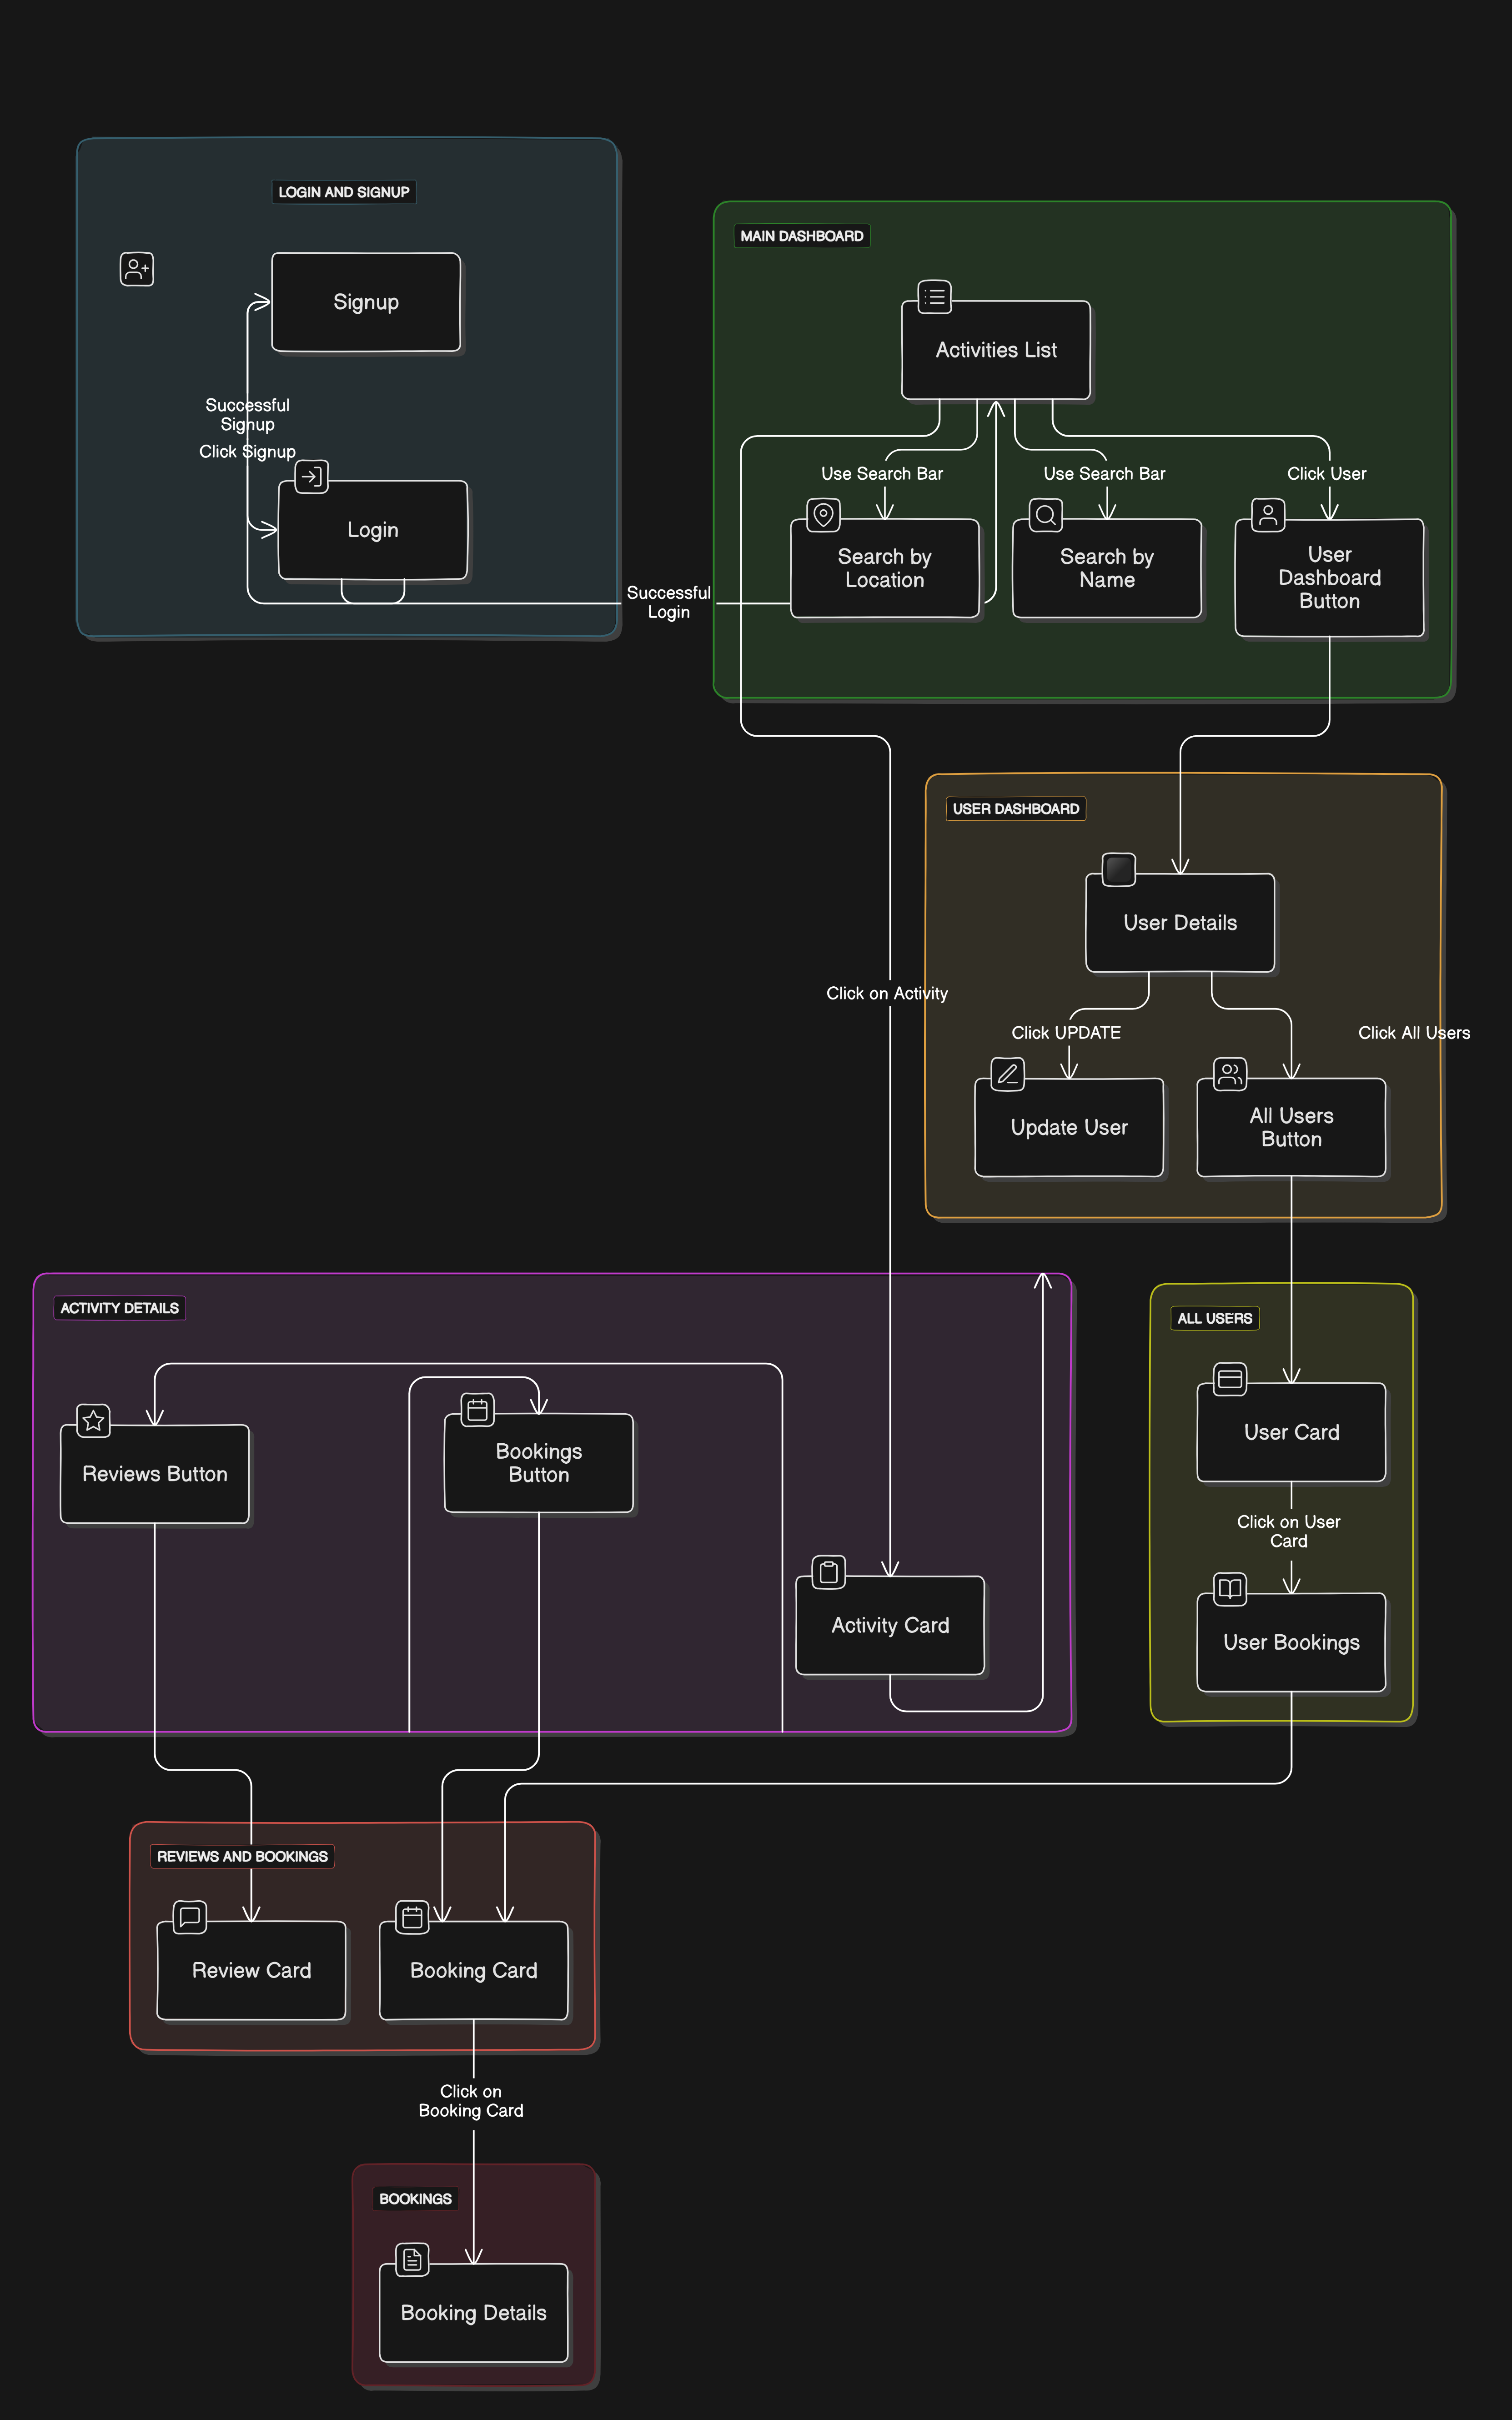 LOGIN AND SIGNUP
Signup
Successful
Signup
Click Signup
Login
Successful
Login
MAIN DASHBOARD
Activities List
Use Search Bar
Use Search Bar
Click User
Search by
Location
Search by
Name
User
Dashboard
Button
USER DASHBOARD
User Details
Click on Activity
Click UPDATE
Click All Users
Update User
All Users
Button
ACTIVITY DETAILS
Reviews Button
Bookings
Button
Activity Card
ALL USERS
User Card
Click on User
Card
User Bookings
REVIEWS AND BOOKINGS
Review Card
Booking Card
Click on
Booking Card
BOOKINGS
Booking Details